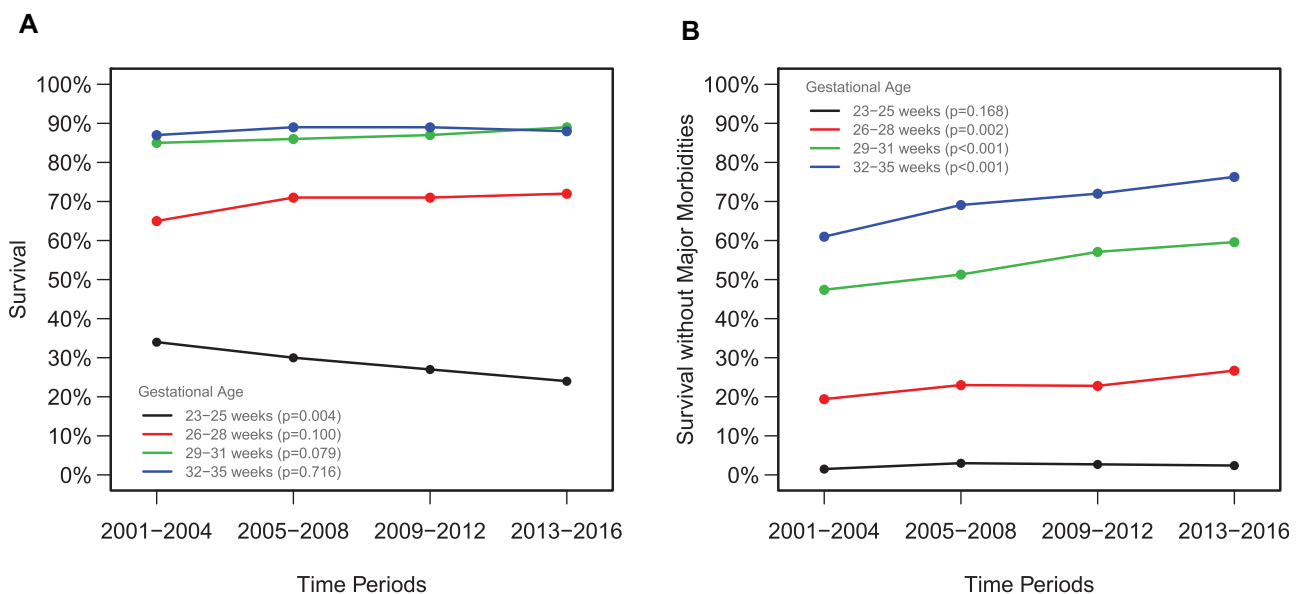 A
100%
90%
80%
70%
60%
50%
40%
30%
20%
10%
0%
Survival
Gestational Age
23−25 weeks (p=0.004)
26−28 weeks (p=0.100)
29−31 weeks (p=0.079)
32−35 weeks (p=0.716)
2001−2004 2005−2008 2009−2012 2013−2016
Time Periods
B
100%
90%
80%
70%
60%
50%
40%
30%
20%
10%
0%
Survival without Major Morbidities
Gestational Age
23−25 weeks (p=0.168)
26−28 weeks (p=0.002)
29−31 weeks (p<0.001)
32−35 weeks (p<0.001)
2001−2004 2005−2008 2009−2012 2013−2016
Time Periods